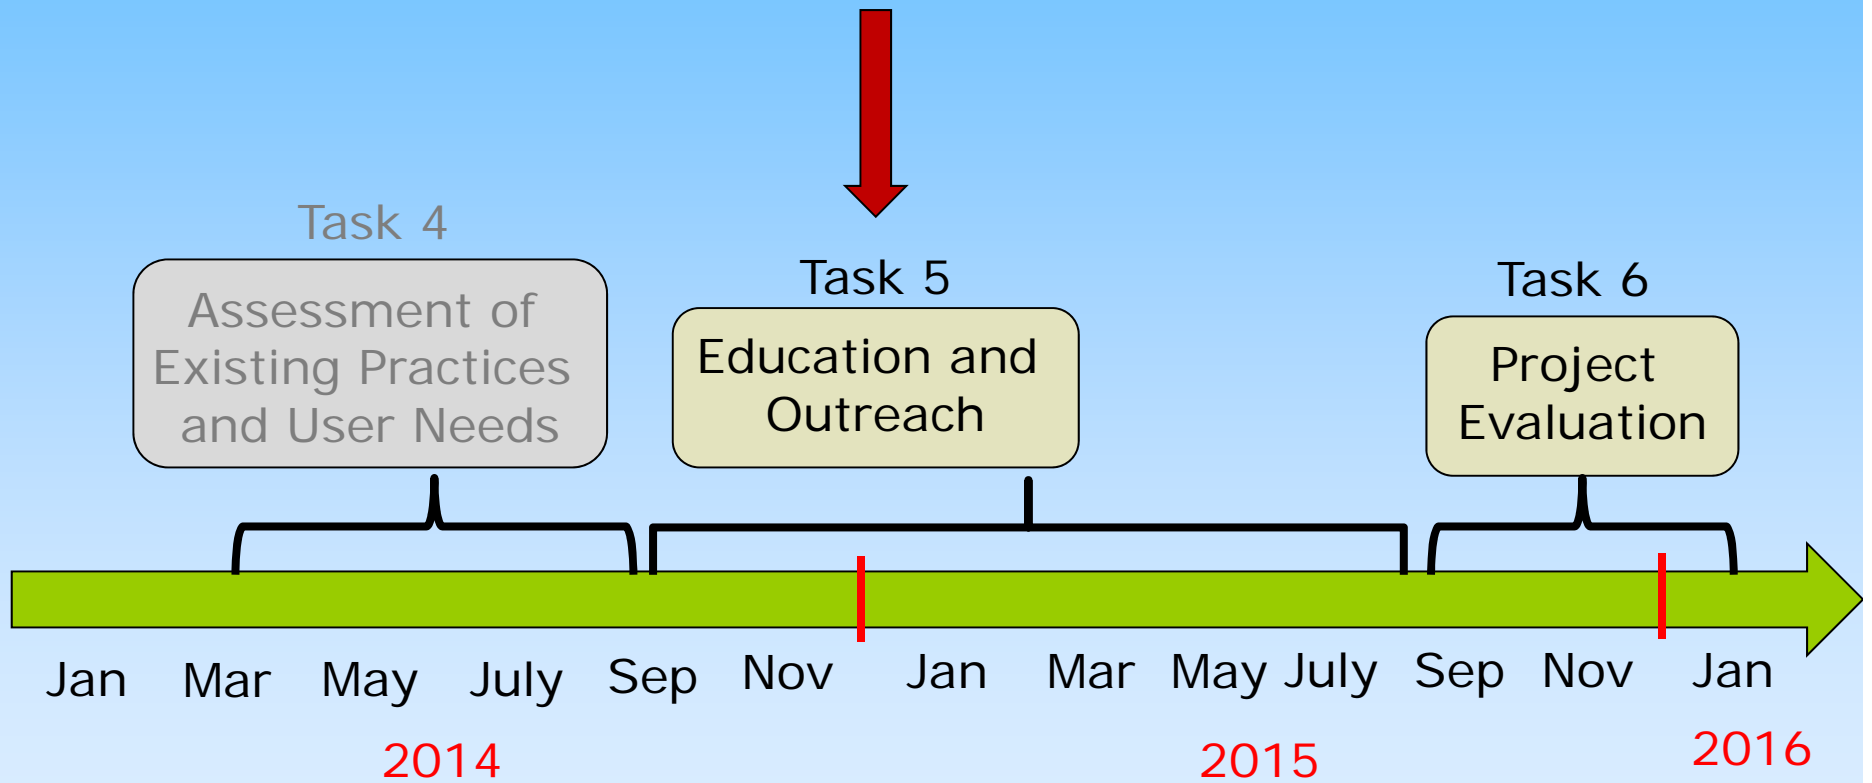 Task 4
Assessment of
Existing Practices
and User Needs
Task 5
Education and
Outreach
Task 6
Project
Evaluation
Jan Mar May July Sep Nov Jan Mar May July Sep Nov Jan
2014 2015 2016